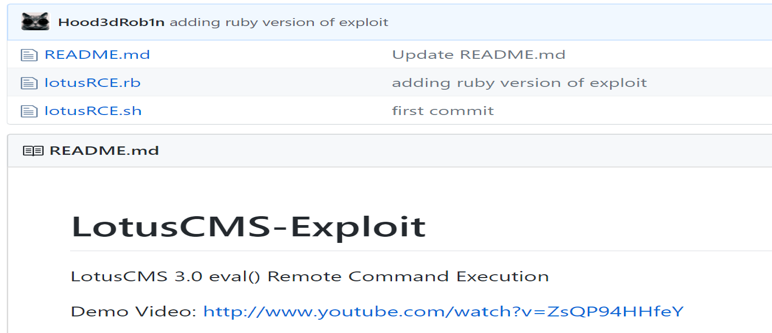 Hood3dRob1n adding ruby version of exploit
README.md Update README.md
lotusRCE.rb adding ruby version of exploit
lotusRCE.sh first commit
README.md
LotusCMS-Exploit
LotusCMS 3.0 eval() Remote Command Execution
Demo Video: http://www.youtube.com/watch?v=ZsQP94HHfeY